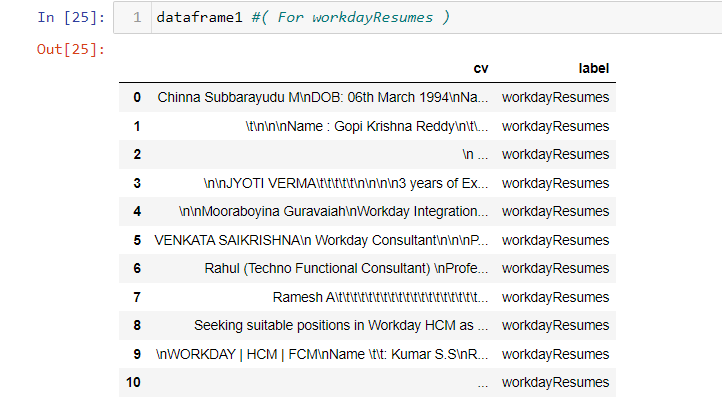 In [25]: 1 dataframe1 #( For workdayResumes )
Out[25]:
cv label
0 Chinna Subbarayudu M\nDOB: 06th March 1994\nNa... workdayResumes
1 \t\n\n\nName : Gopi Krishna Reddy\n\t\... workdayResumes
2 \n ... workdayResumes
3 \n\nJYOTI VERMA\t\t\t\t\t\n\n\n\n3 years of Ex... workdayResumes
4 \n\nMooraboyina Guravaiah\nWorkday Integration... workdayResumes
5 VENKATA SAIKRISHNA\n Workday Consultant\n\n\nP... workdayResumes
6 Rahul (Techno Functional Consultant) \nProfe... workdayResumes
7 Ramesh A\t\t\t\t\t\t\t\t\t\t\t\t\t\t\t\t\t\t\t... workdayResumes
8 Seeking suitable positions in Workday HCM as ... workdayResumes
9 \nWORKDAY | HCM | FCM\nName \t\t: Kumar S.S\nR... workdayResumes
10 ... workdayResumes